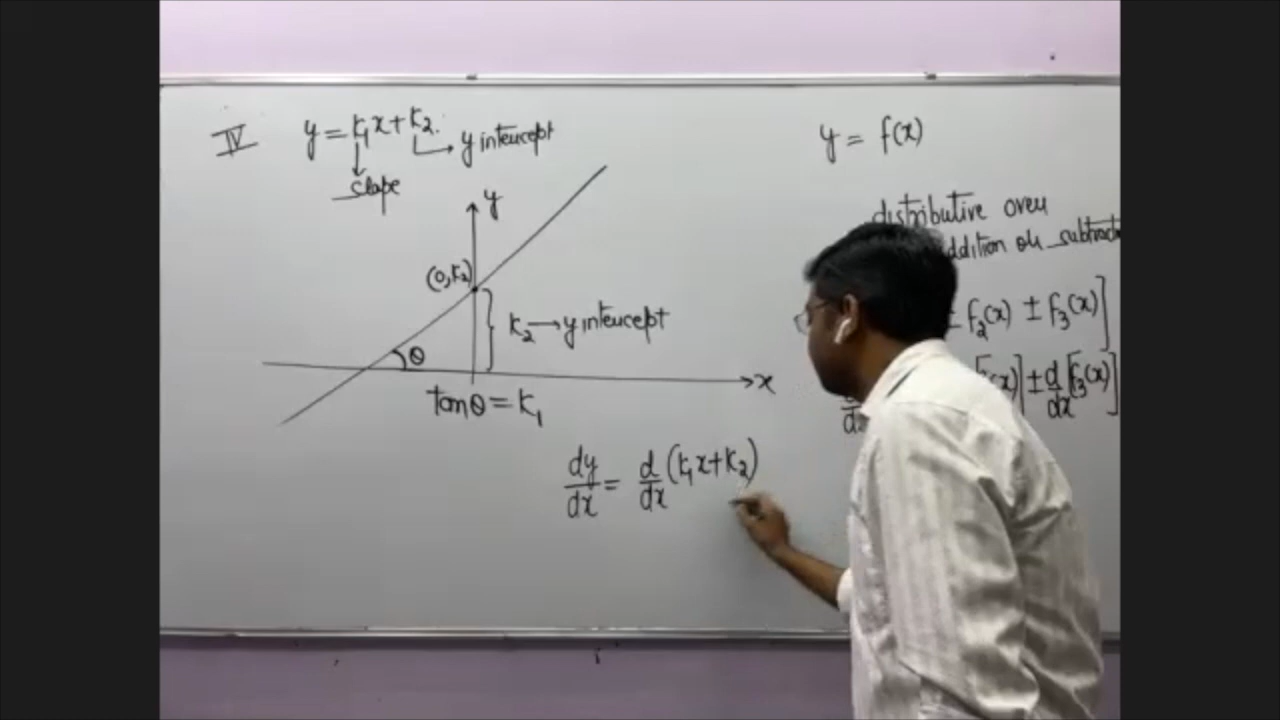 IV y = k₁x + k₂. → y intercept
slope
y
(0, k₂)
k₂ → y intercept
θ
x
tanθ = k₁
dy/dx = d/dx (k₁x + k₂)
y = f(x)
distributive over
addition or subtract
± f₂(x) ± f₃(x)]
(x)] ± d/dx [f₃(x)]